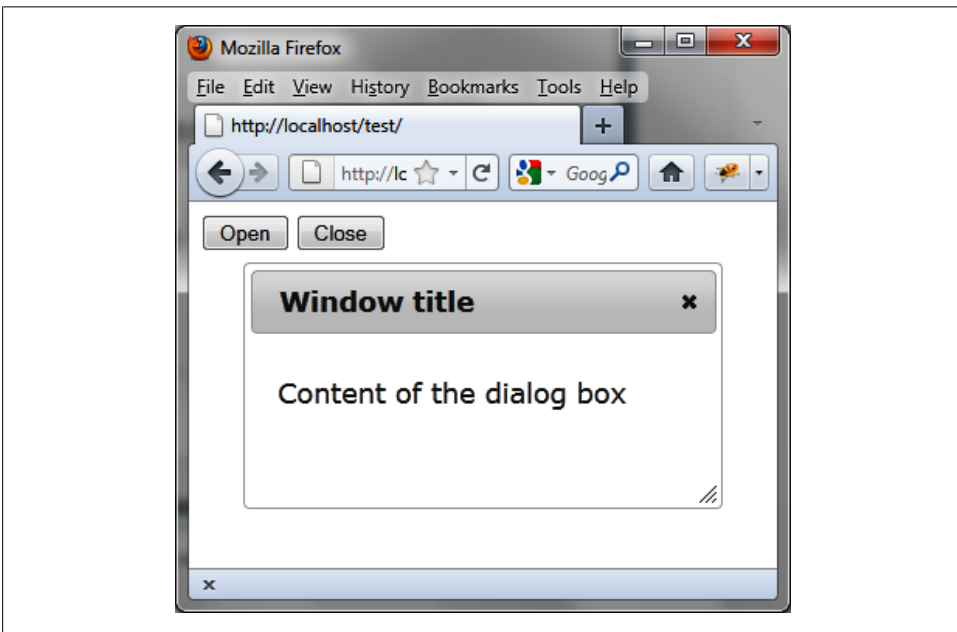 Mozilla Firefox
File Edit View History Bookmarks Tools Help
http://localhost/test/
http://lc Goog
Open Close
Window title
Content of the dialog box